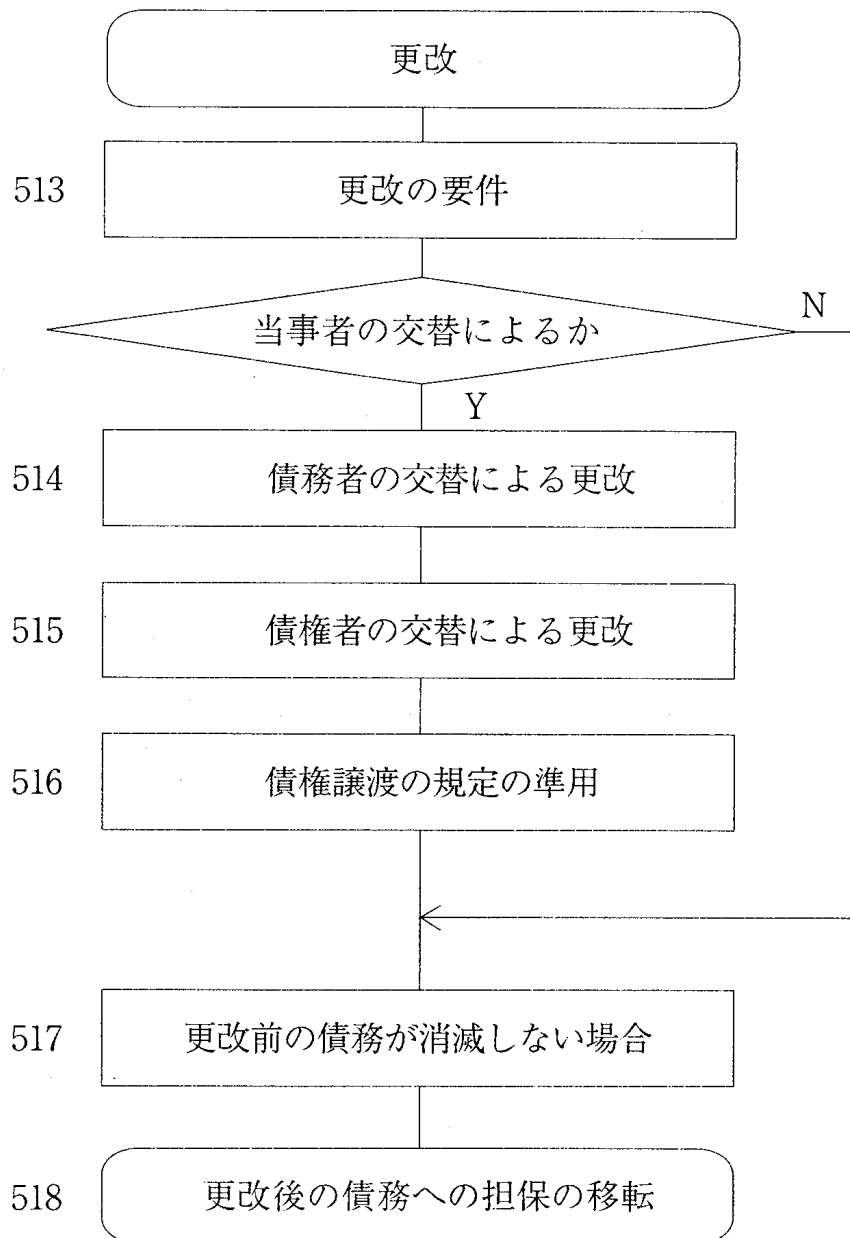 更改
513 更改の要件
当事者の交替によるか N
Y
514 債務者の交替による更改
515 債権者の交替による更改
516 債権譲渡の規定の準用
517 更改前の債務が消滅しない場合
518 更改後の債務への担保の移転